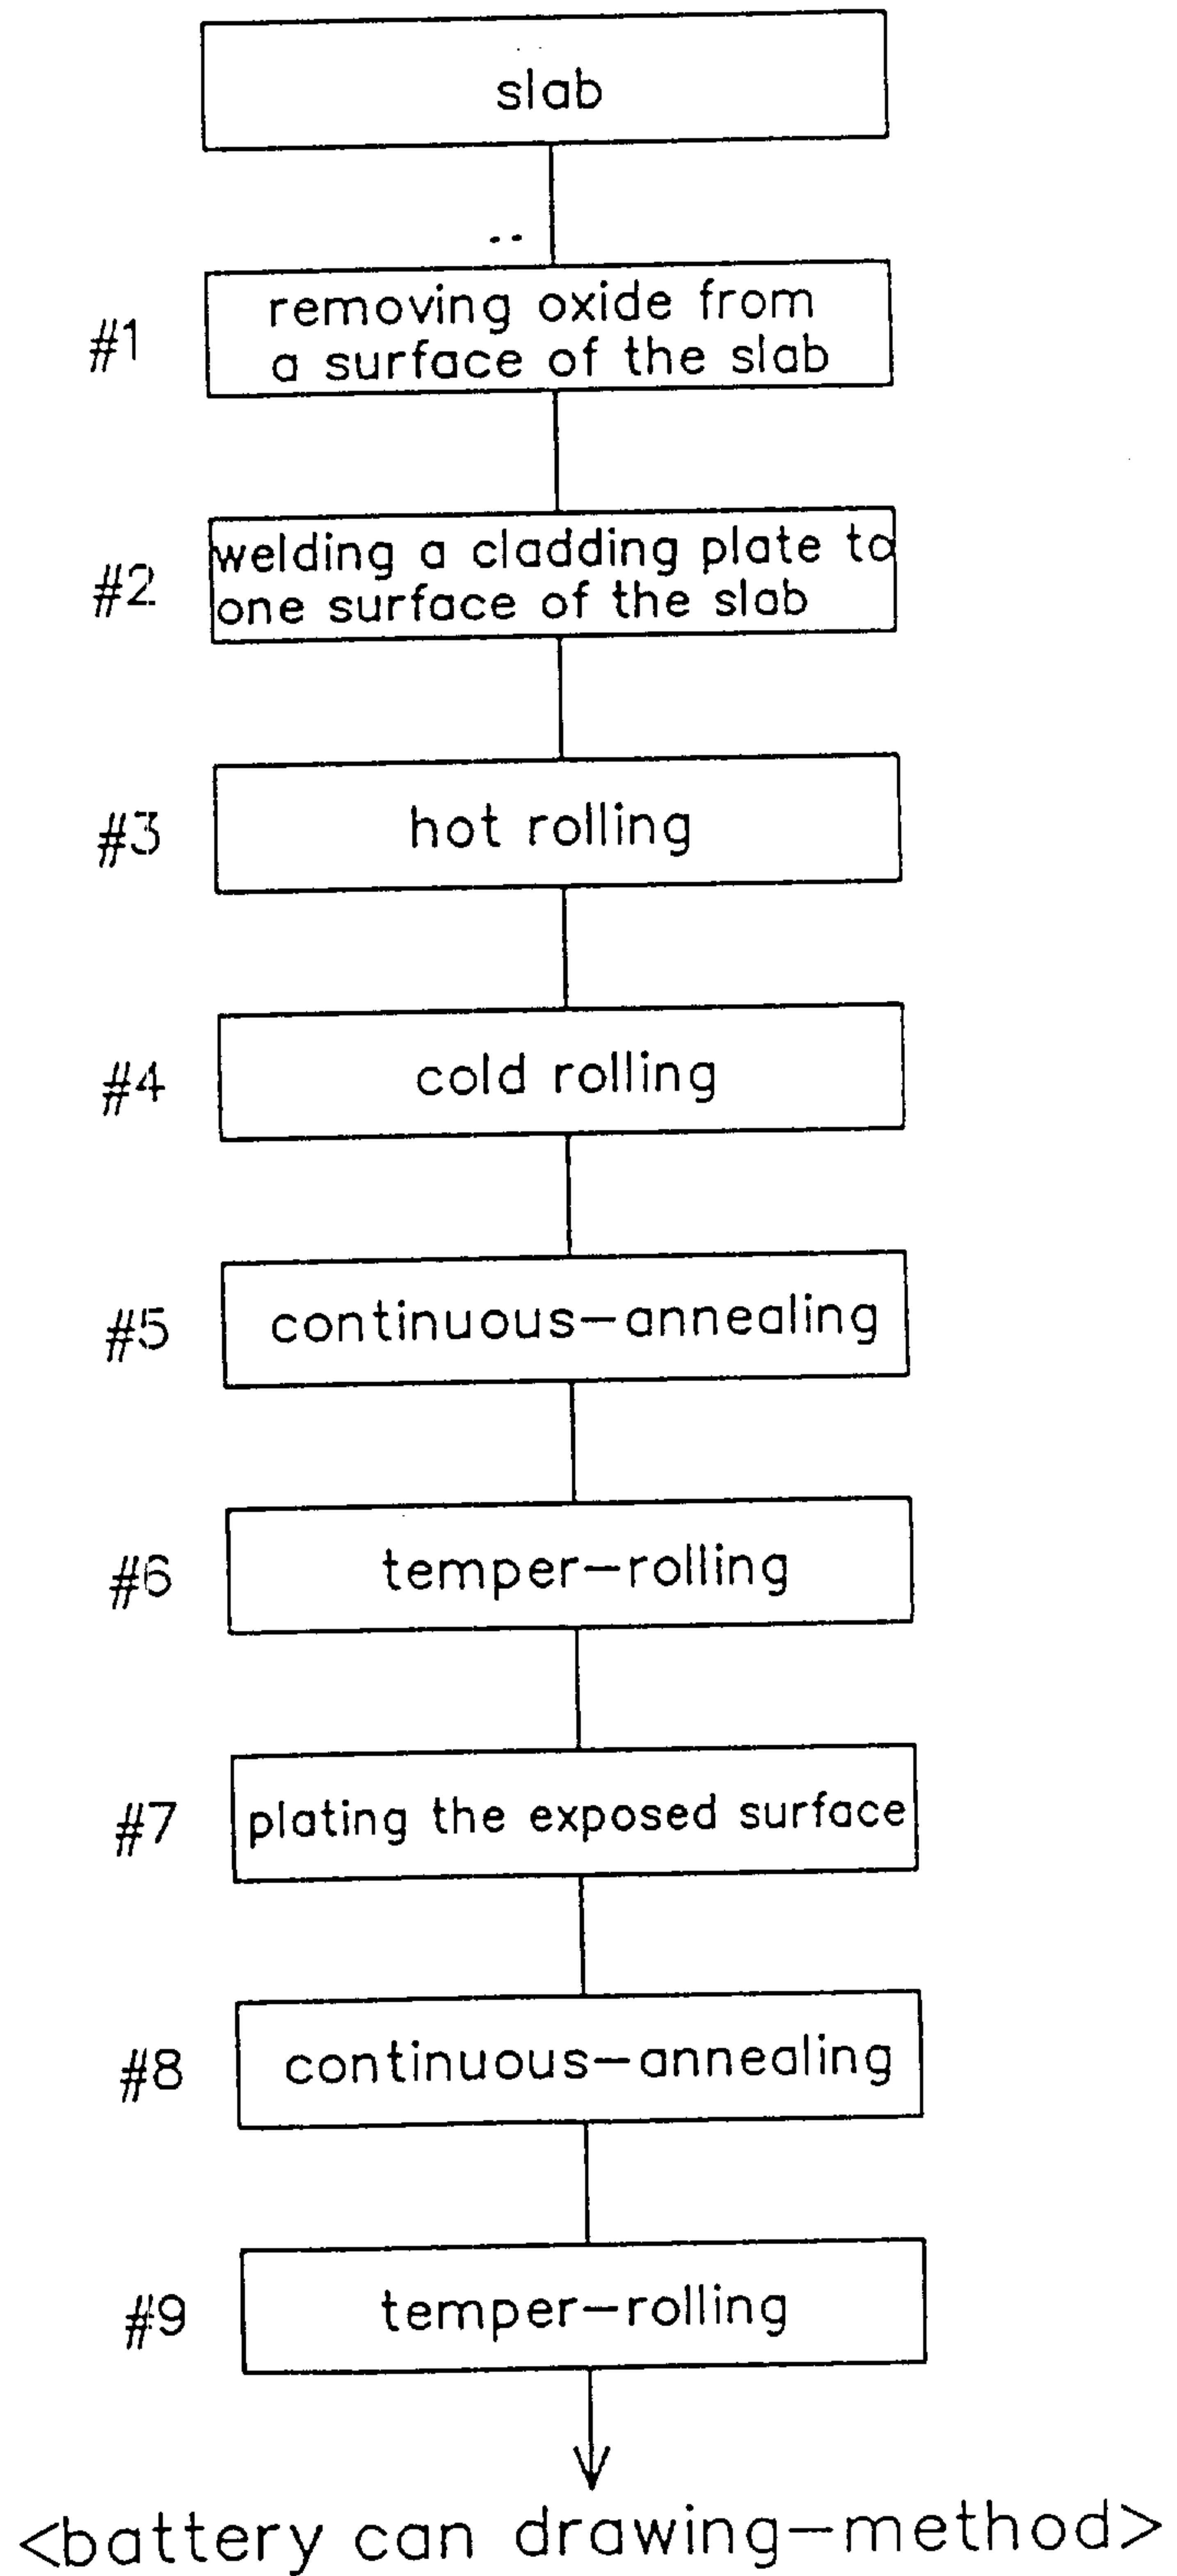 slab
#1
removing oxide from
a surface of the slab
#2
welding a cladding plate to
one surface of the slab
#3
hot rolling
#4
cold rolling
#5
continuous-annealing
#6
temper-rolling
#7
plating the exposed surface
#8
continuous-annealing
#9
temper-rolling
<battery can drawing-method>